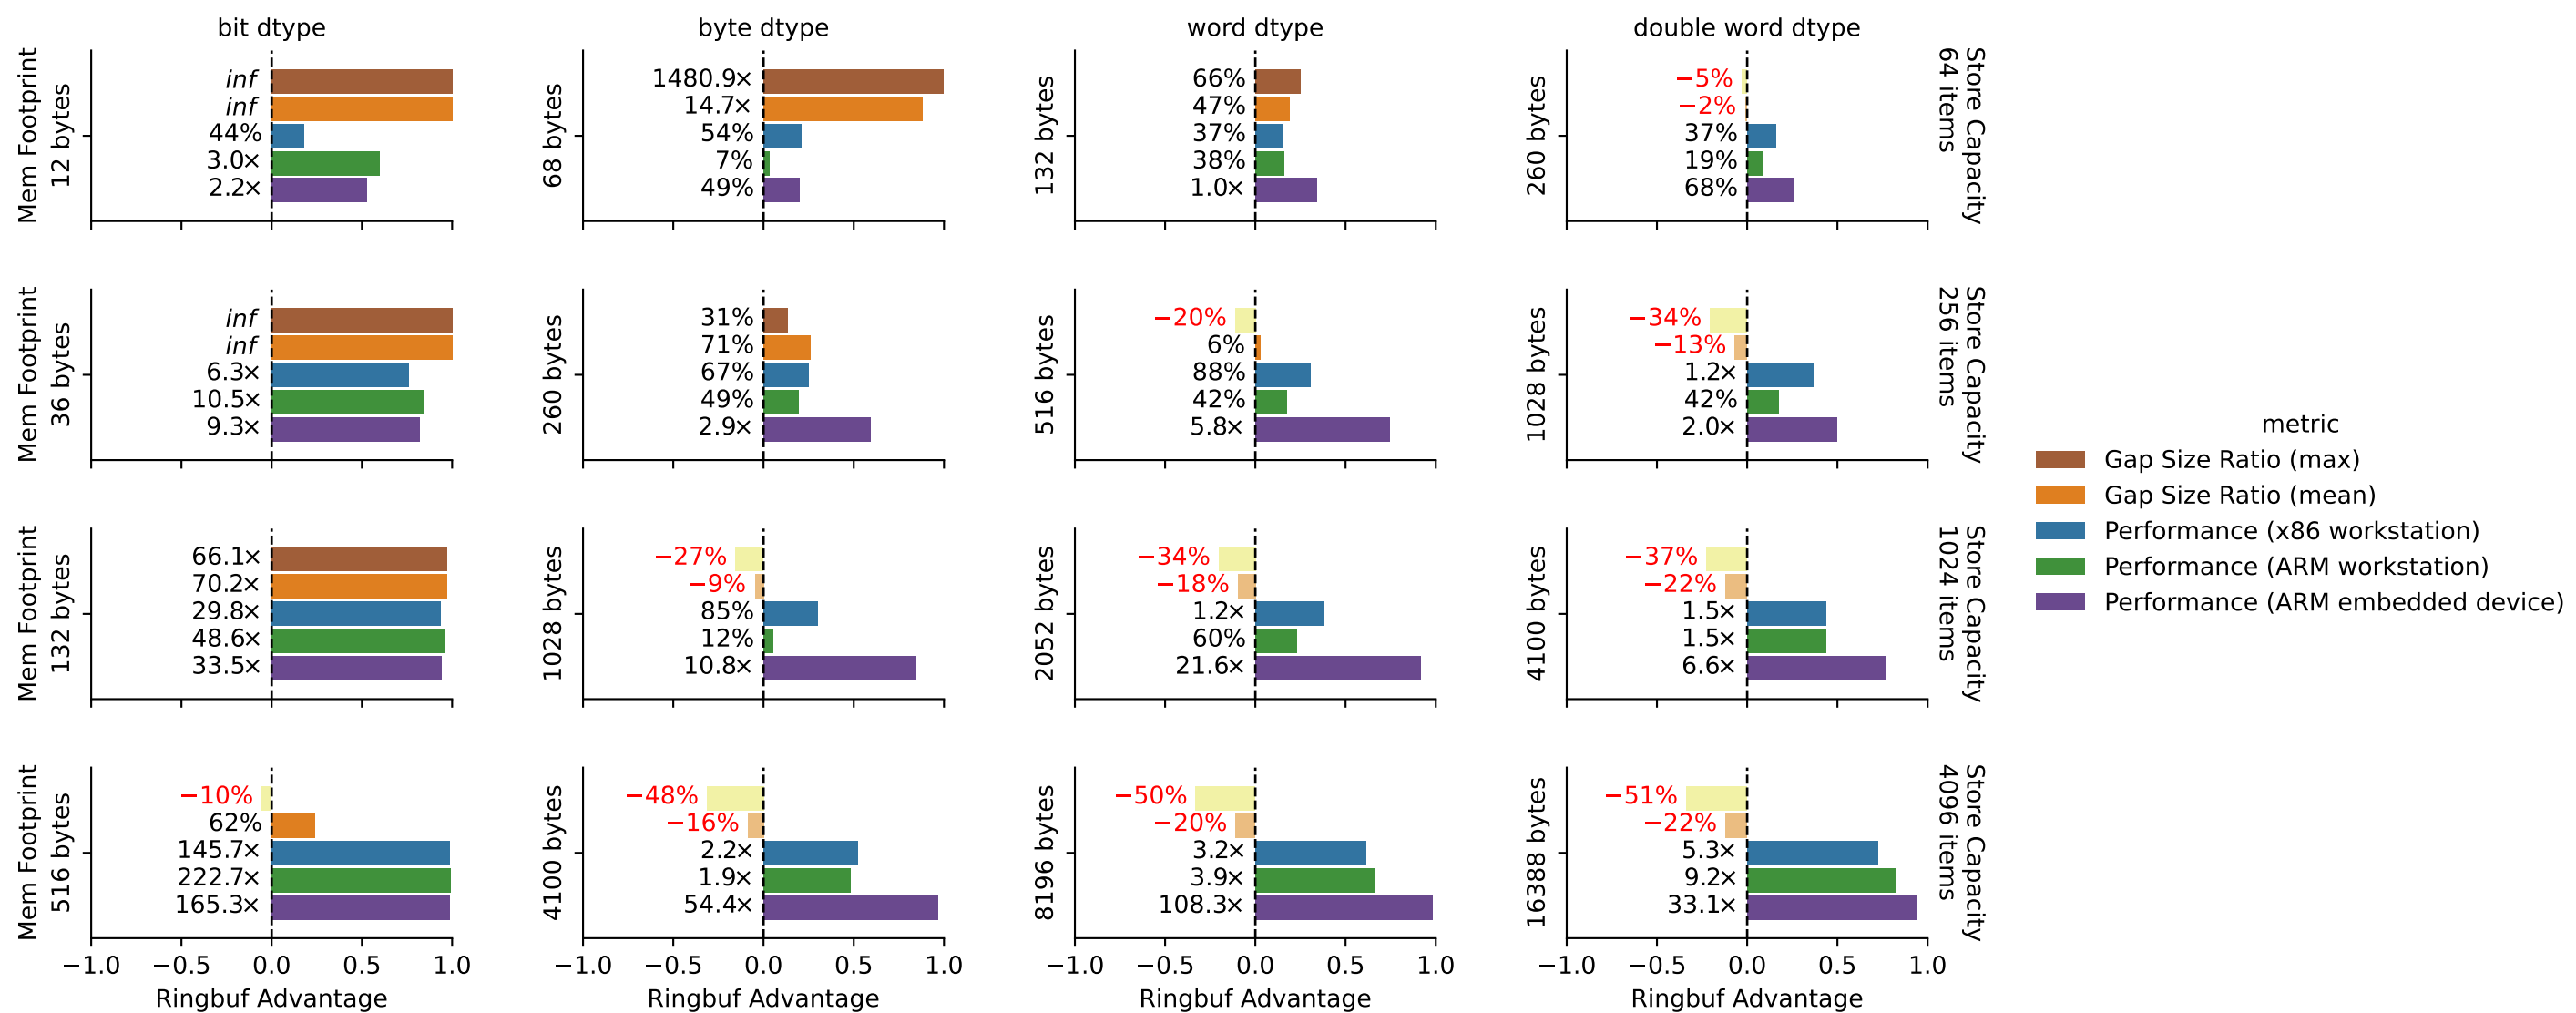 bit dtype
byte dtype
word dtype
double word dtype
Mem Footprint
12 bytes
inf
inf
44%
3.0×
2.2×
68 bytes
1480.9×
14.7×
54%
7%
49%
132 bytes
66%
47%
37%
38%
1.0×
260 bytes
−5%
−2%
37%
19%
68%
Store Capacity
64 items
Mem Footprint
36 bytes
inf
inf
6.3×
10.5×
9.3×
260 bytes
31%
71%
67%
49%
2.9×
516 bytes
−20%
6%
88%
42%
5.8×
1028 bytes
−34%
−13%
1.2×
42%
2.0×
Store Capacity
256 items
Mem Footprint
132 bytes
66.1×
70.2×
29.8×
48.6×
33.5×
1028 bytes
−27%
−9%
85%
12%
10.8×
2052 bytes
−34%
−18%
1.2×
60%
21.6×
4100 bytes
−37%
−22%
1.5×
1.5×
6.6×
Store Capacity
1024 items
Mem Footprint
516 bytes
−10%
62%
145.7×
222.7×
165.3×
4100 bytes
−48%
−16%
2.2×
1.9×
54.4×
8196 bytes
−50%
−20%
3.2×
3.9×
108.3×
16388 bytes
−51%
−22%
5.3×
9.2×
33.1×
Store Capacity
4096 items
−1.0 −0.5 0.0 0.5 1.0
−1.0 −0.5 0.0 0.5 1.0
−1.0 −0.5 0.0 0.5 1.0
−1.0 −0.5 0.0 0.5 1.0
Ringbuf Advantage
Ringbuf Advantage
Ringbuf Advantage
Ringbuf Advantage
metric
Gap Size Ratio (max)
Gap Size Ratio (mean)
Performance (x86 workstation)
Performance (ARM workstation)
Performance (ARM embedded device)